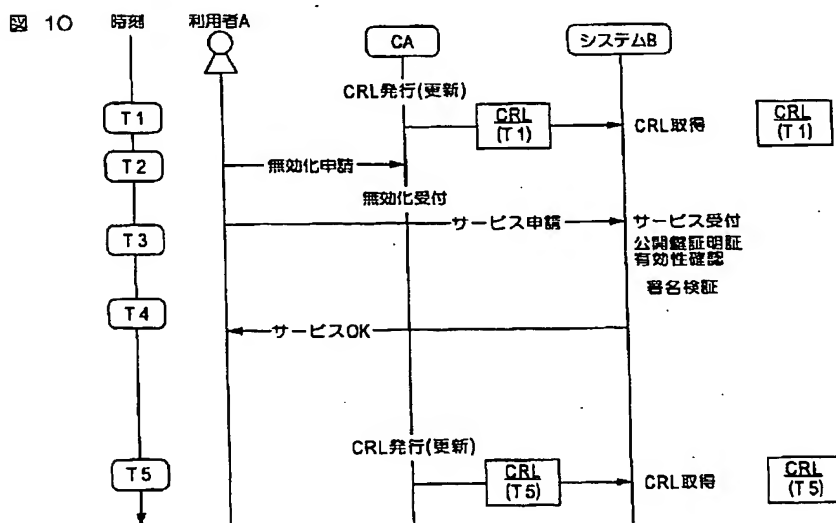 図 10
時刻
利用者A
CA
システムB
CRL発行(更新)
T1
CRL
(T1)
CRL取得
CRL
(T1)
T2
無効化申請
無効化受付
サービス申請
サービス受付
T3
公開鍵証明証
有効性確認
署名検証
T4
サービスOK
CRL発行(更新)
T5
CRL
(T5)
CRL取得
CRL
(T5)